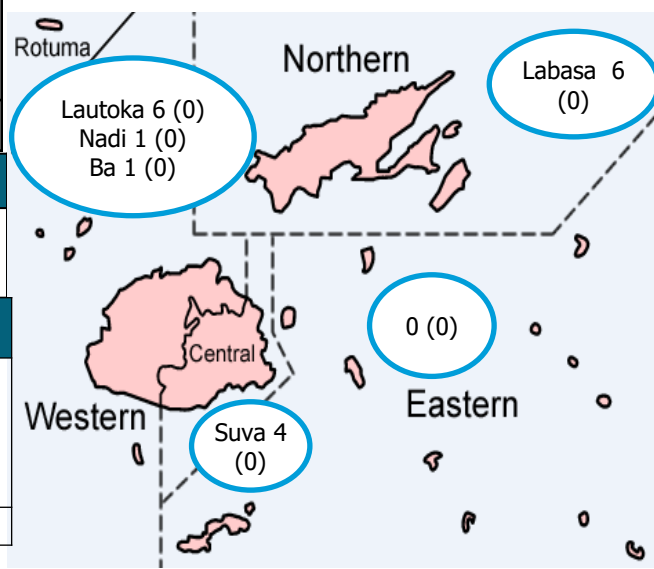 Rotuma
Northern
Labasa  6
(0)
Lautoka 6 (0)
Nadi 1 (0)
Ba 1 (0)
0 (0)
Central
Western
Eastern
Suva 4
(0)